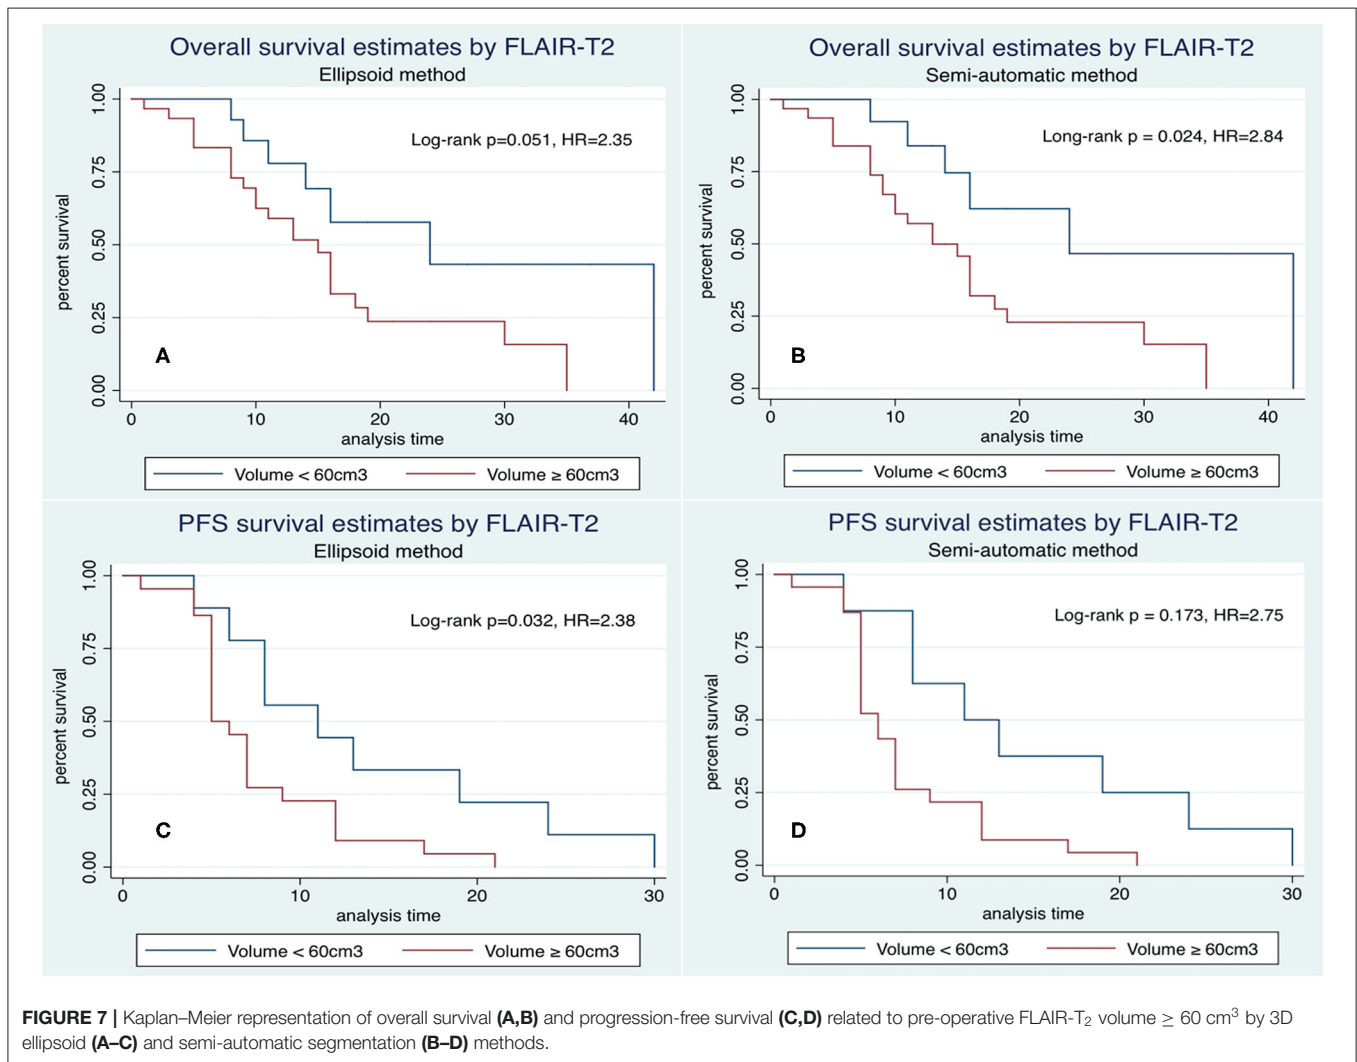 Overall survival estimates by FLAIR-T2
Ellipsoid method
Log-rank p=0.051, HR=2.35
percent survival
1.00
0.75
0.50
0.25
0.00
A
0 10 20 30 40
analysis time
Volume < 60cm3 Volume ≥ 60cm3
Overall survival estimates by FLAIR-T2
Semi-automatic method
Long-rank p = 0.024, HR=2.84
percent survival
1.00
0.75
0.50
0.25
0.00
B
0 10 20 30 40
analysis time
Volume < 60cm3 Volume ≥ 60cm3
PFS survival estimates by FLAIR-T2
Ellipsoid method
Log-rank p=0.032, HR=2.38
percent survival
1.00
0.75
0.50
0.25
0.00
C
0 10 20 30
analysis time
Volume < 60cm3 Volume ≥ 60cm3
PFS survival estimates by FLAIR-T2
Semi-automatic method
Log-rank p = 0.173, HR=2.75
percent survival
1.00
0.75
0.50
0.25
0.00
D
0 10 20 30
analysis time
Volume < 60cm3 Volume ≥ 60cm3
FIGURE 7 | Kaplan–Meier representation of overall survival (A,B) and progression-free survival (C,D) related to pre-operative FLAIR-T₂ volume ≥ 60 cm³ by 3D
ellipsoid (A–C) and semi-automatic segmentation (B–D) methods.